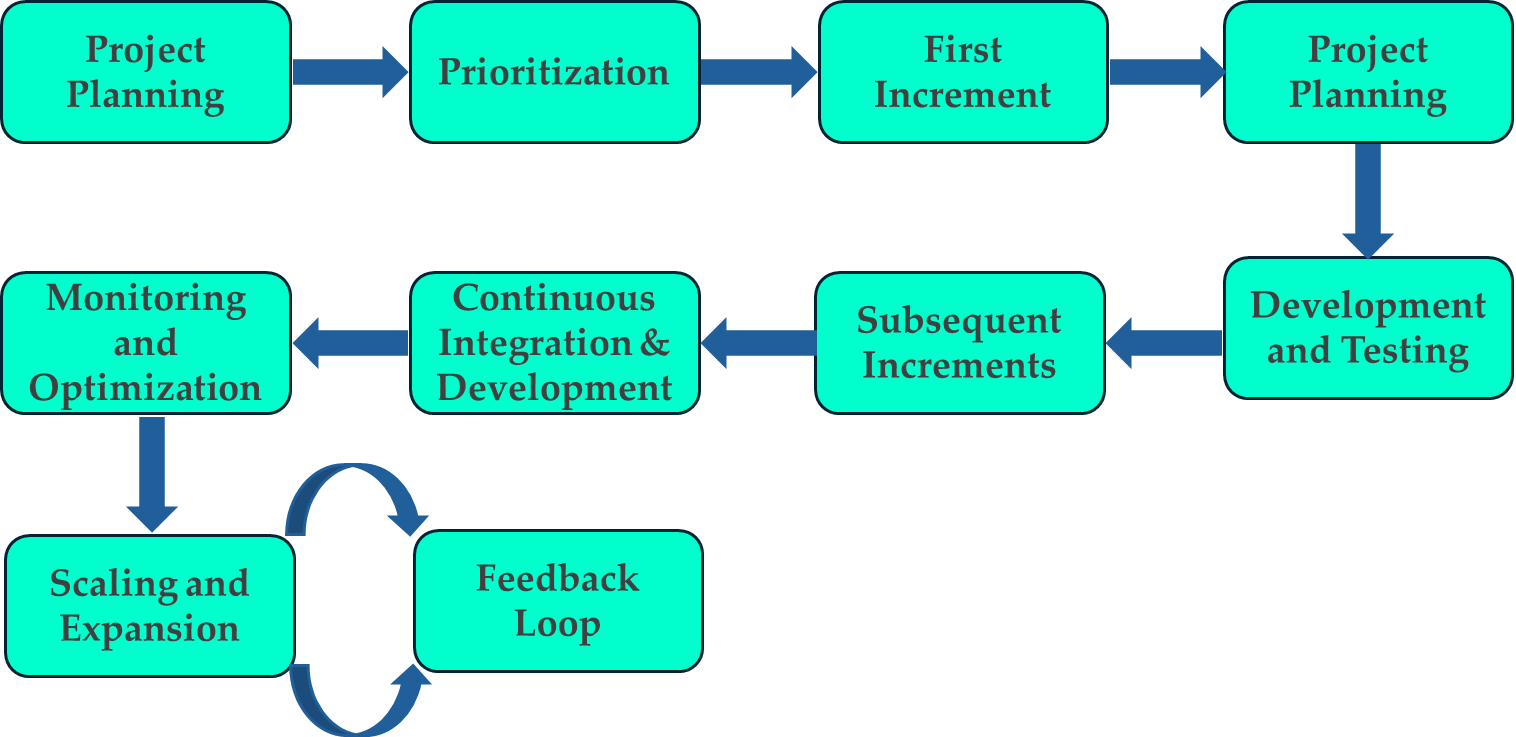 Project
Planning
Prioritization
First
Increment
Project
Planning
Development
and Testing
Subsequent
Increments
Continuous
Integration &
Development
Monitoring
and
Optimization
Scaling and
Expansion
Feedback
Loop